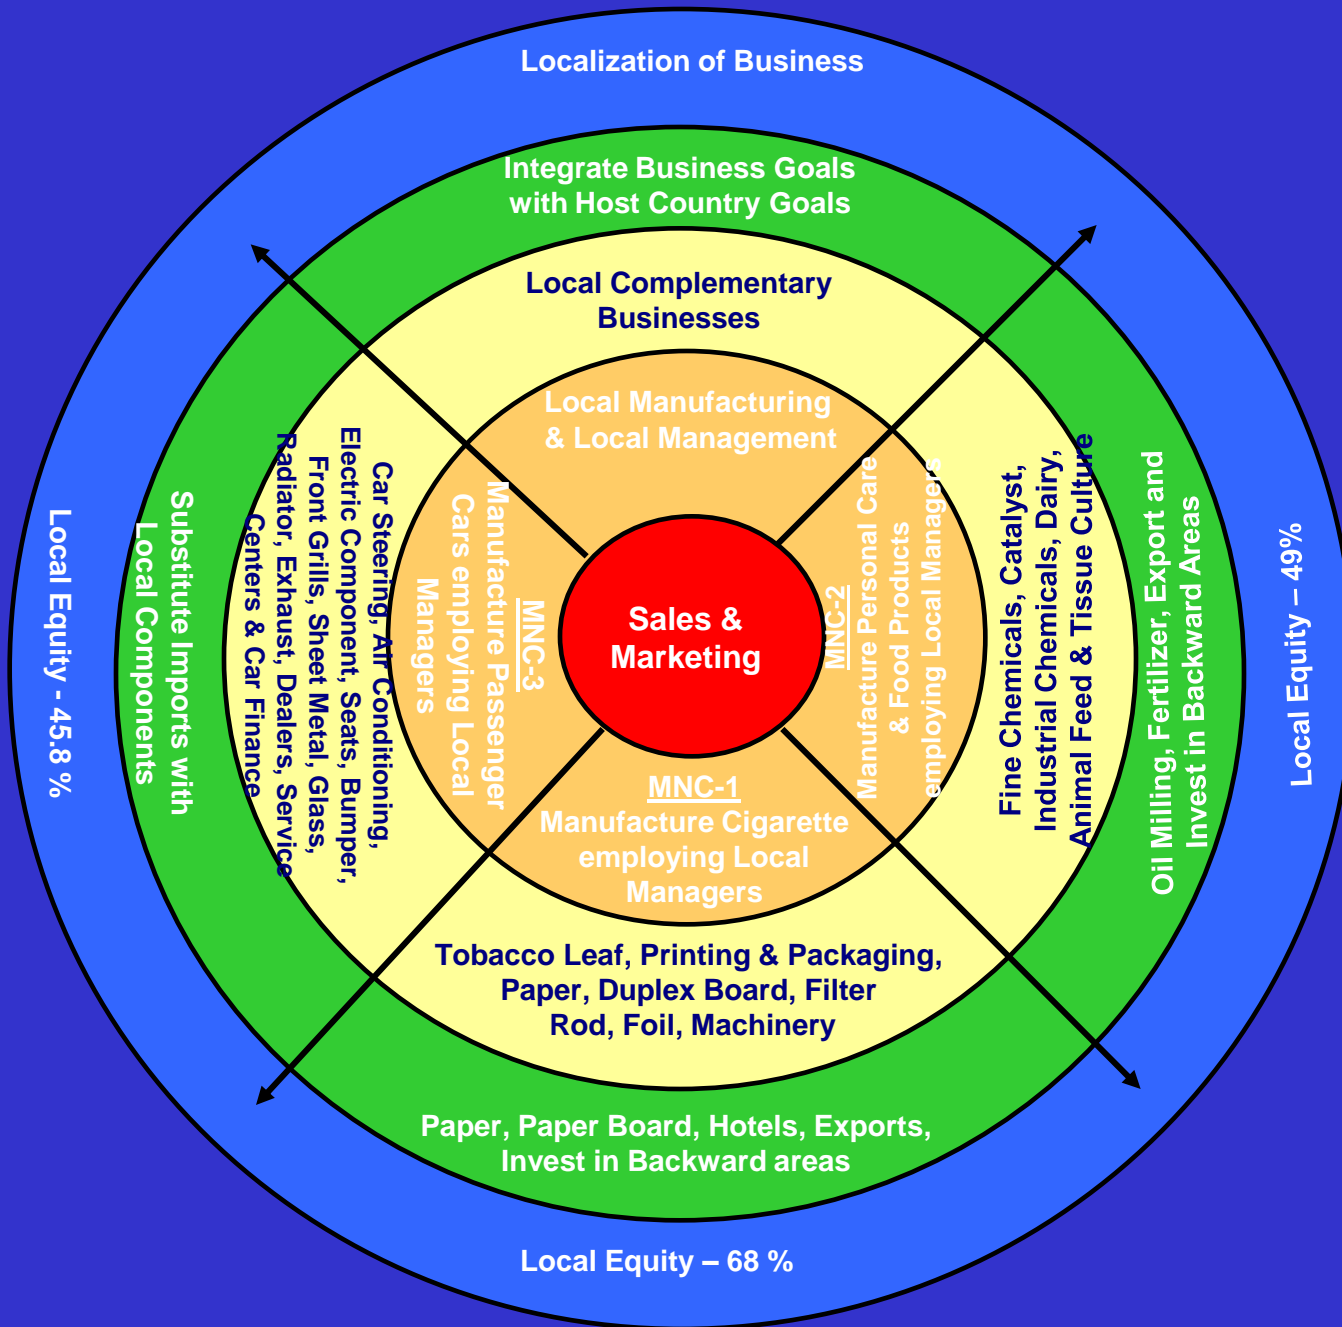 Localization of Business
Integrate Business Goals
with Host Country Goals
Local Complementary
Businesses
Local Manufacturing
& Local Management
Sales &
Marketing
MNC-1
Manufacture Cigarette
employing Local
Managers
Tobacco Leaf, Printing & Packaging,
Paper, Duplex Board, Filter
Rod, Foil, Machinery
Paper, Paper Board, Hotels, Exports,
Invest in Backward areas
Local Equity – 68 %
MNC-2
Manufacture Personal Care
& Food Products
employing Local Managers
Fine Chemicals, Catalyst,
Industrial Chemicals, Dairy,
Animal Feed & Tissue Culture
Oil Milling, Fertilizer, Export and
Invest in Backward Areas
Local Equity – 49%
MNC-3
Manufacture Passenger
Cars employing Local
Managers
Car Steering, Air Conditioning,
Electric Component, Seats, Bumper,
Front Grills, Sheet Metal, Glass,
Radiator, Exhaust, Dealers, Service
Centers & Car Finance
Substitute Imports with
Local Components
Local Equity - 45.8 %